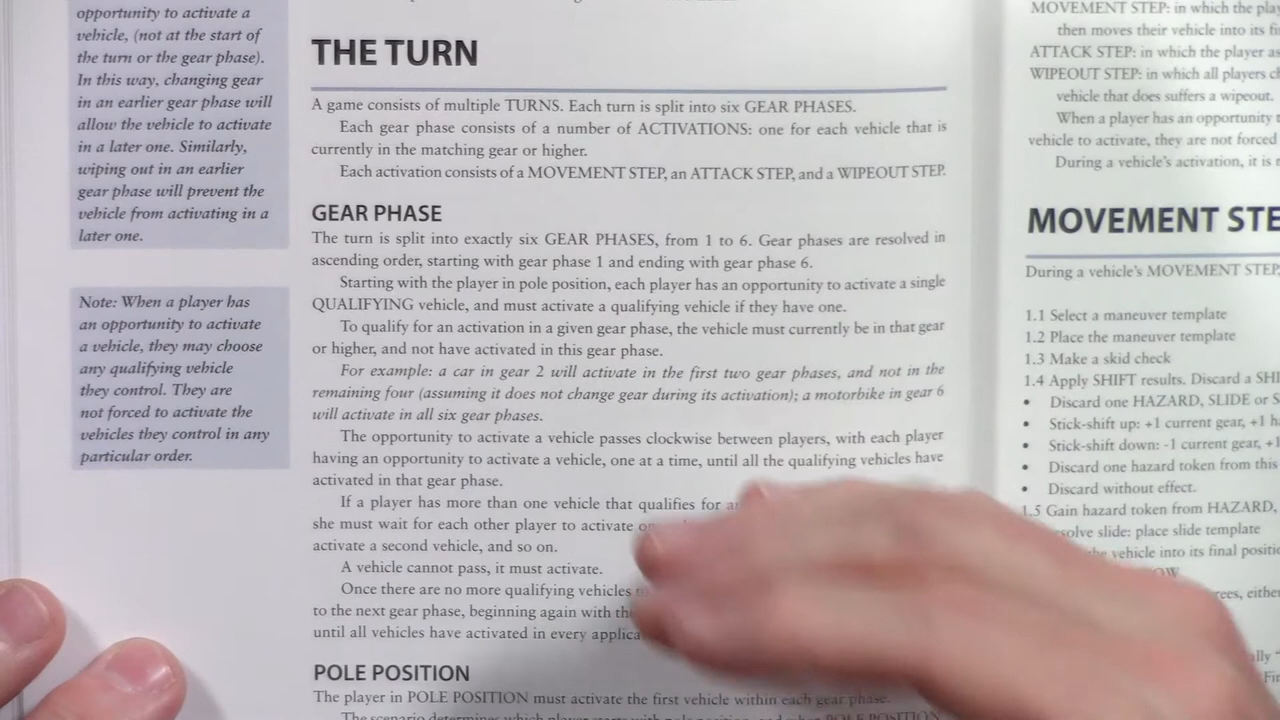 opportunity to activate a
vehicle, (not at the start of
the turn or the gear phase).
In this way, changing gear
in an earlier gear phase will
allow the vehicle to activate
in a later one. Similarly,
wiping out in an earlier
gear phase will prevent the
vehicle from activating in a
later one.
Note: When a player has
an opportunity to activate
a vehicle, they may choose
any qualifying vehicle
they control. They are
not forced to activate the
vehicles they control in any
particular order.
THE TURN
A game consists of multiple TURNS. Each turn is split into six GEAR PHASES.
Each gear phase consists of a number of ACTIVATIONS: one for each vehicle that is
currently in the matching gear or higher.
Each activation consists of a MOVEMENT STEP, an ATTACK STEP, and a WIPEOUT STEP.
GEAR PHASE
The turn is split into exactly six GEAR PHASES, from 1 to 6. Gear phases are resolved in
ascending order, starting with gear phase 1 and ending with gear phase 6.
Starting with the player in pole position, each player has an opportunity to activate a single
QUALIFYING vehicle, and must activate a qualifying vehicle if they have one.
To qualify for an activation in a given gear phase, the vehicle must currently be in that gear
or higher, and not have activated in this gear phase.
For example: a car in gear 2 will activate in the first two gear phases, and not in the
remaining four (assuming it does not change gear during its activation); a motorbike in gear 6
will activate in all six gear phases.
The opportunity to activate a vehicle passes clockwise between players, with each player
having an opportunity to activate a vehicle, one at a time, until all the qualifying vehicles have
activated in that gear phase.
If a player has more than one vehicle that qualifies for
she must wait for each other player to activate
activate a second vehicle, and so on.
A vehicle cannot pass, it must activate.
Once there are no more qualifying vehicles
to the next gear phase, beginning again with
until all vehicles have activated in every
POLE POSITION
The player in POLE POSITION must activate the first vehicle within each gear phase.
The scenario determines which player starts with pole position, and when POLE POSITION
MOVEMENT STEP: in which the
then moves their vehicle into its
ATTACK STEP: in which the player
WIPEOUT STEP: in which all players
vehicle that does suffers a wipeout.
When a player has an opportunity
vehicle to activate, they are not forced
During a vehicle's activation, it is
MOVEMENT
During a vehicle's MOVEMENT STEP
1.1 Select a maneuver template
1.2 Place the maneuver template
1.3 Make a skid check
1.4 Apply SHIFT results. Discard a
• Discard one HAZARD, SLIDE or
• Stick-shift up: +1 current gear, +1
• Stick-shift down: -1 current gear,
• Discard one hazard token from this
• Discard without effect.
1.5 Gain hazard token from HAZARD,
slide: place slide template
vehicle into its final